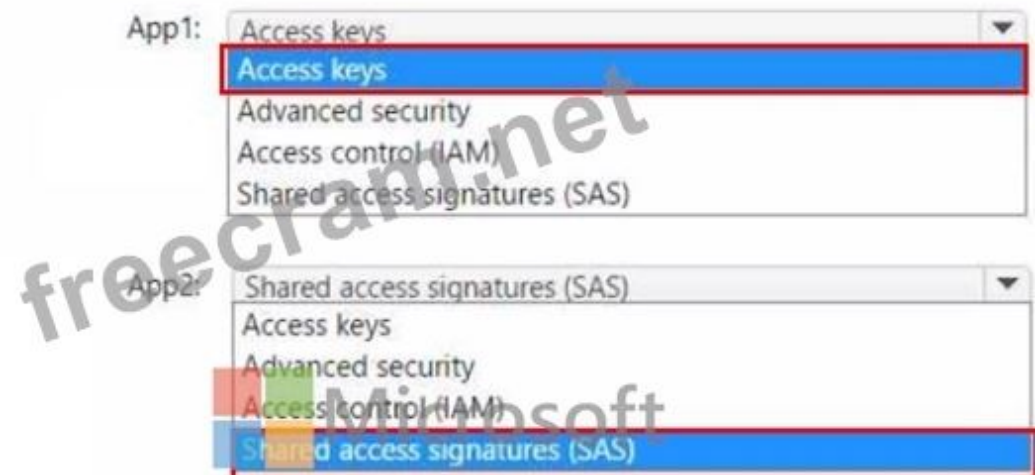 App1: Access keys
Access keys
Advanced security
Access control (IAM)
Shared access signatures (SAS)
freecram.net
App2: Shared access signatures (SAS)
Access keys
Advanced security
Access control (IAM)
Microsoft
Shared access signatures (SAS)